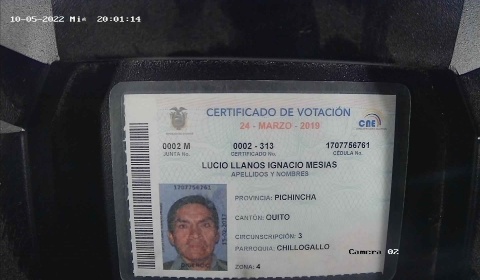 10-05-2022 Mie 20:01:14
CERTIFICADO DE VOTACIÓN
24 - MARZO - 2019
CNE
0002 M 0002 - 313 1707756761
JUNTA No. CERTIFICADO No. CÉDULA No.
LUCIO LLANOS IGNACIO MESIAS
APELLIDOS Y NOMBRES
1707756761
PROVINCIA: PICHINCHA
CANTÓN: QUITO
CIRCUNSCRIPCIÓN: 3
PARROQUIA: CHILLOGALLO
ZONA: 4
Camera 02